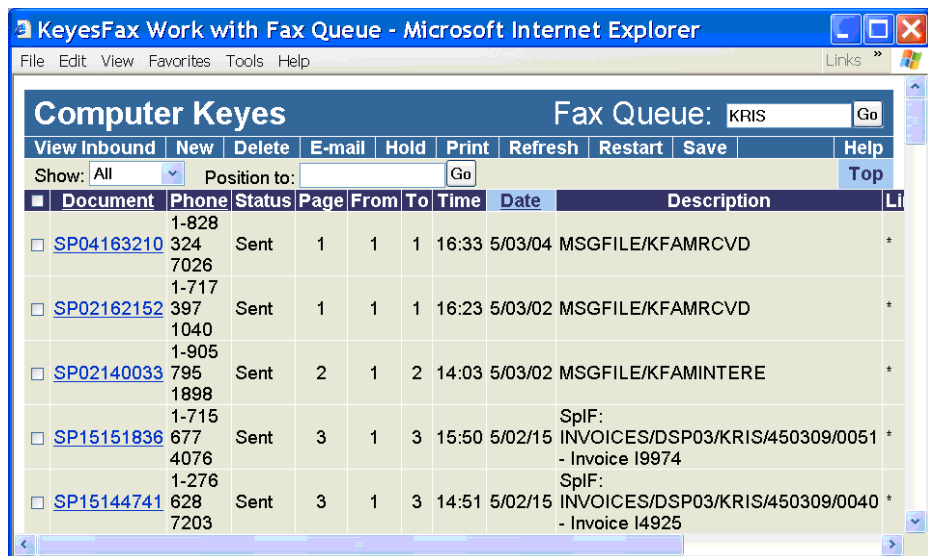 KeyesFax Work with Fax Queue - Microsoft Internet Explorer
File Edit View Favorites Tools Help Links »
Computer Keyes Fax Queue: KRIS Go
View Inbound New Delete E-mail Hold Print Refresh Restart Save Help
Show: All Position to: Go Top
Document Phone Status Page From To Time Date Description Li
1-828
SP04163210 324 Sent 1 1 1 16:33 5/03/04 MSGFILE/KFAMRCVD *
7026
1-717
SP02162152 397 Sent 1 1 1 16:23 5/03/02 MSGFILE/KFAMRCVD *
1040
1-905
SP02140033 795 Sent 2 1 2 14:03 5/03/02 MSGFILE/KFAMINTERE *
1898
1-715 SplF:
SP15151836 677 Sent 3 1 3 15:50 5/02/15 INVOICES/DSP03/KRIS/450309/0051 *
4076 - Invoice I9974
1-276 SplF:
SP15144741 628 Sent 3 1 3 14:51 5/02/15 INVOICES/DSP03/KRIS/450309/0040 *
7203 - Invoice I4925